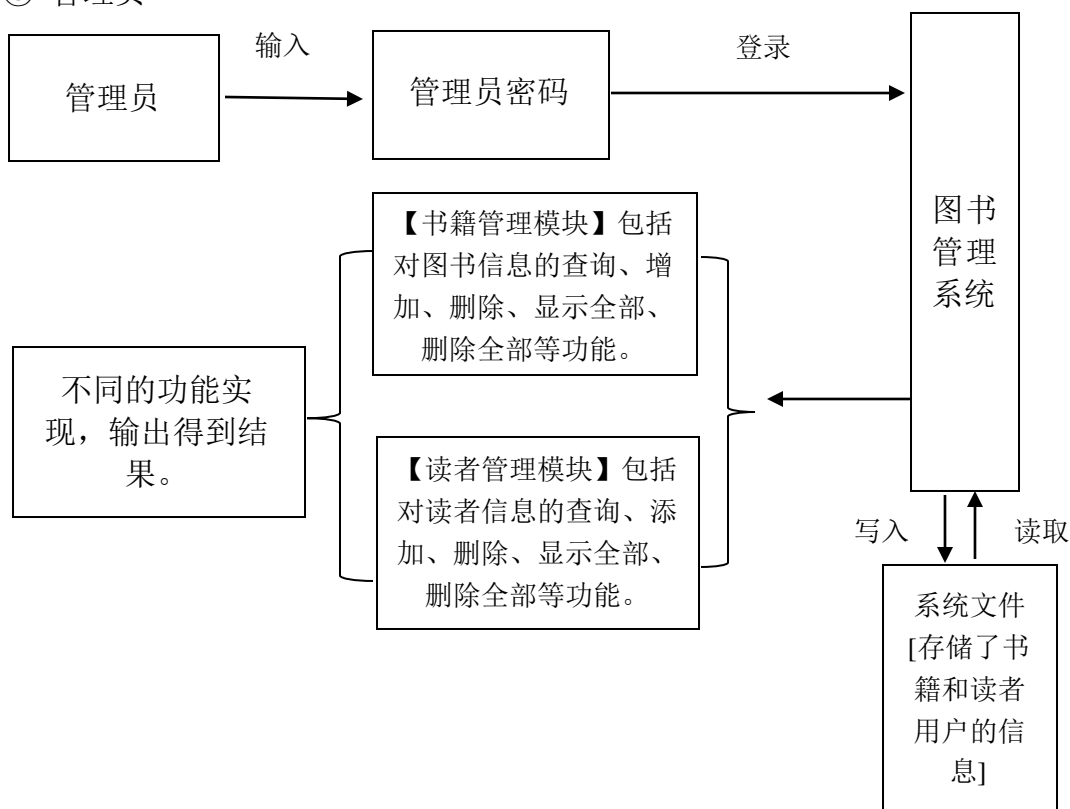 管理员
输入
管理员密码
登录
图书
管理
系统
【书籍管理模块】包括
对图书信息的查询、增
加、删除、显示全部、
删除全部等功能。
不同的功能实
现，输出得到结
果。
【读者管理模块】包括
对读者信息的查询、添
加、删除、显示全部、
删除全部等功能。
写入
读取
系统文件
[存储了书
籍和读者
用户的信
息]